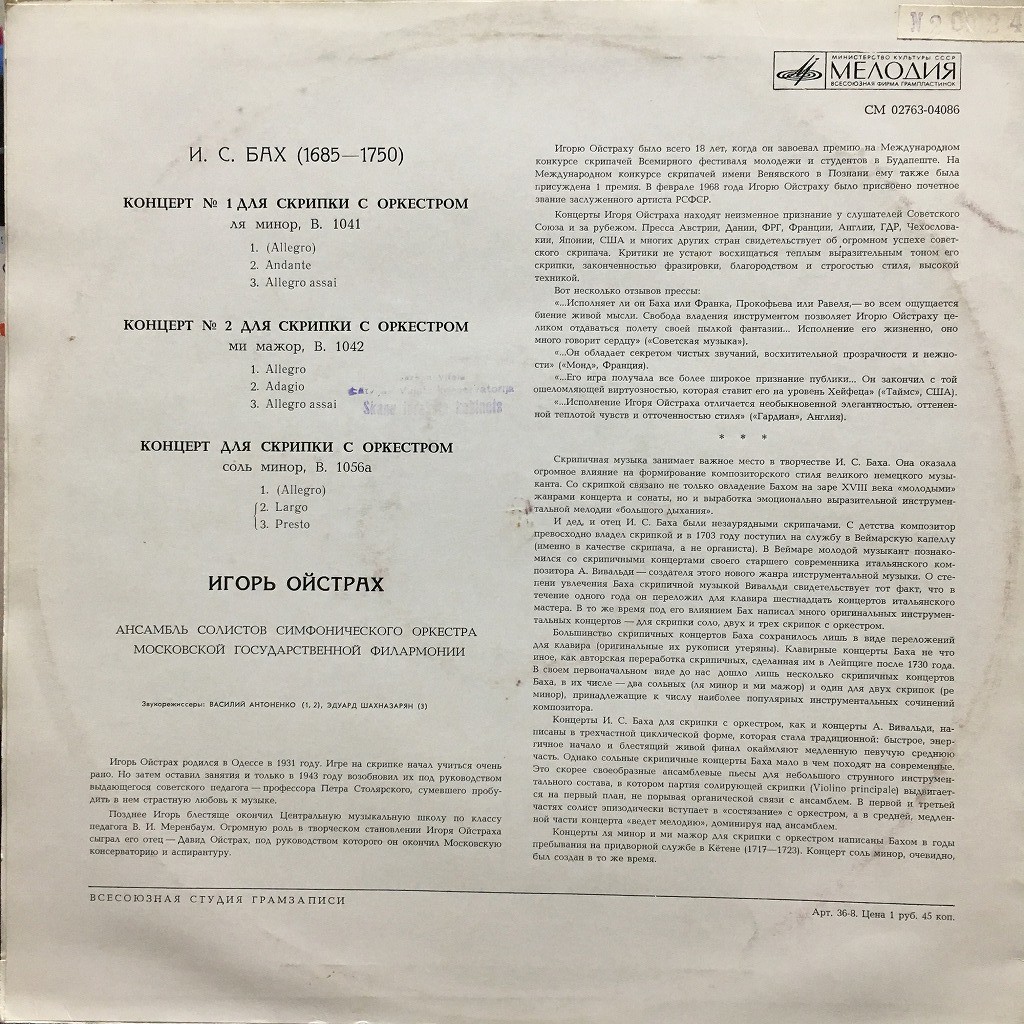 МИНИСТЕРСТВО КУЛЬТУРЫ СССР
МЕЛОДИЯ
ВСЕСОЮЗНАЯ ФИРМА ГРАМПЛАСТИНОК
СМ 02763-04086
И. С. БАХ (1685—1750)
КОНЦЕРТ № 1 ДЛЯ СКРИПКИ С ОРКЕСТРОМ
ля минор, В. 1041
1. (Allegro)
2. Andante
3. Allegro assai
КОНЦЕРТ № 2 ДЛЯ СКРИПКИ С ОРКЕСТРОМ
ми мажор, В. 1042
1. Allegro
2. Adagio
3. Allegro assai
КОНЦЕРТ ДЛЯ СКРИПКИ С ОРКЕСТРОМ
соль минор, В. 1056а
1. (Allegro)
2. Largo
3. Presto
ИГОРЬ ОЙСТРАХ
АНСАМБЛЬ СОЛИСТОВ СИМФОНИЧЕСКОГО ОРКЕСТРА
МОСКОВСКОЙ ГОСУДАРСТВЕННОЙ ФИЛАРМОНИИ
Звукорежиссеры: ВАСИЛИЙ АНТОНЕНКО (1, 2), ЭДУАРД ШАХНАЗАРЯН (3)
Игорь Ойстрах родился в Одессе в 1931 году. Игре на скрипке начал учиться очень
рано. Но затем оставил занятия и только в 1943 году возобновил их под руководством
выдающегося советского педагога — профессора Петра Столярского, сумевшего пробу-
дить в нем страстную любовь к музыке.
Позднее Игорь блестяще окончил Центральную музыкальную школу по классу
педагога В. И. Меренбаум. Огромную роль в творческом становлении Игоря Ойстраха
сыграл его отец — Давид Ойстрах, под руководством которого он окончил Московскую
консерваторию и аспирантуру.
Игорю Ойстраху было всего 18 лет, когда он завоевал премию на Международном
конкурсе скрипачей Всемирного фестиваля молодежи и студентов в Будапеште. На
Международном конкурсе скрипачей имени Венявского в Познани ему также была
присуждена 1 премия. В феврале 1968 года Игорю Ойстраху было присвоено почетное
звание заслуженного артиста РСФСР.
Концерты Игоря Ойстраха находят неизменное признание у слушателей Советского
Союза и за рубежом. Пресса Австрии, Дании, ФРГ, Франции, Англии, ГДР, Чехослова-
кии, Японии, США и многих других стран свидетельствует об огромном успехе совет-
ского скрипача. Критики не устают восхищаться теплым выразительным тоном его
скрипки, законченностью фразировки, благородством и строгостью стиля, высокой
техникой.
Вот несколько отзывов прессы:
«...Исполняет ли он Баха или Франка, Прокофьева или Равеля,— во всем ощущается
биение живой мысли. Свобода владения инструментом позволяет Игорю Ойстраху це-
ликом отдаваться полету своей пылкой фантазии... Исполнение его жизненно, оно
много говорит сердцу» («Советская музыка»).
«...Он обладает секретом чистых звучаний, восхитительной прозрачности и нежно-
сти» («Монд», Франция).
«...Его игра получала все более широкое признание публики... Он закончил с той
ошеломляющей виртуозностью, которая ставит его на уровень Хейфеца» («Таймс», США).
«...Исполнение Игоря Ойстраха отличается необыкновенной элегантностью, оттенен-
ной теплотой чувств и отточенностью стиля» («Гардиан», Англия).
* * *
Скрипичная музыка занимает важное место в творчестве И. С. Баха. Она оказала
огромное влияние на формирование композиторского стиля великого немецкого музы-
канта. Со скрипкой связано не только овладение Бахом на заре XVIII века «молодыми»
жанрами концерта и сонаты, но и выработка эмоционально выразительной инструмен-
тальной мелодии «большого дыхания».
И дед, и отец И. С. Баха были незаурядными скрипачами. С детства композитор
превосходно владел скрипкой и в 1703 году поступил на службу в Веймарскую капеллу
(именно в качестве скрипача, а не органиста). В Веймаре молодой музыкант познако-
мился со скрипичными концертами своего старшего современника итальянского ком-
позитора А. Вивальди — создателя этого нового жанра инструментальной музыки. О сте-
пени увлечения Баха скрипичной музыкой Вивальди свидетельствует тот факт, что в
течение одного года он переложил для клавира шестнадцать концертов итальянского
мастера. В то же время под его влиянием Бах написал много оригинальных инструмен-
тальных концертов — для скрипки соло, двух и трех скрипок с оркестром.
Большинство скрипичных концертов Баха сохранилось лишь в виде переложений
для клавира (оригинальные их рукописи утеряны). Клавирные концерты Баха не что
иное, как авторская переработка скрипичных, сделанная им в Лейпциге после 1730 года.
В своем первоначальном виде до нас дошло лишь несколько скрипичных концертов
Баха, в их числе — два сольных (ля минор и ми мажор) и один для двух скрипок (ре
минор), принадлежащие к числу наиболее популярных инструментальных сочинений
композитора.
Концерты И. С. Баха для скрипки с оркестром, как и концерты А. Вивальди, на-
писаны в трехчастной циклической форме, которая стала традиционной: быстрое, энер-
гичное начало и блестящий живой финал окаймляют медленную певучую среднюю
часть. Однако сольные скрипичные концерты Баха мало в чем походят на современные.
Это скорее своеобразные ансамблевые пьесы для небольшого струнного инструмен-
тального состава, в котором партия солирующей скрипки (Violino principale) выдвигает-
ся на первый план, не порывая органической связи с ансамблем. В первой и третьей
частях солист эпизодически вступает в «состязание» с оркестром, а в средней, медлен-
ной части концерта «ведет мелодию», доминируя над ансамблем.
Концерты ля минор и ми мажор для скрипки с оркестром написаны Бахом в годы
пребывания на придворной службе в Кётене (1717—1723). Концерт соль минор, очевидно,
был создан в то же время.
ВСЕСОЮЗНАЯ СТУДИЯ ГРАМЗАПИСИ
Арт. 36-8. Цена 1 руб. 45 коп.